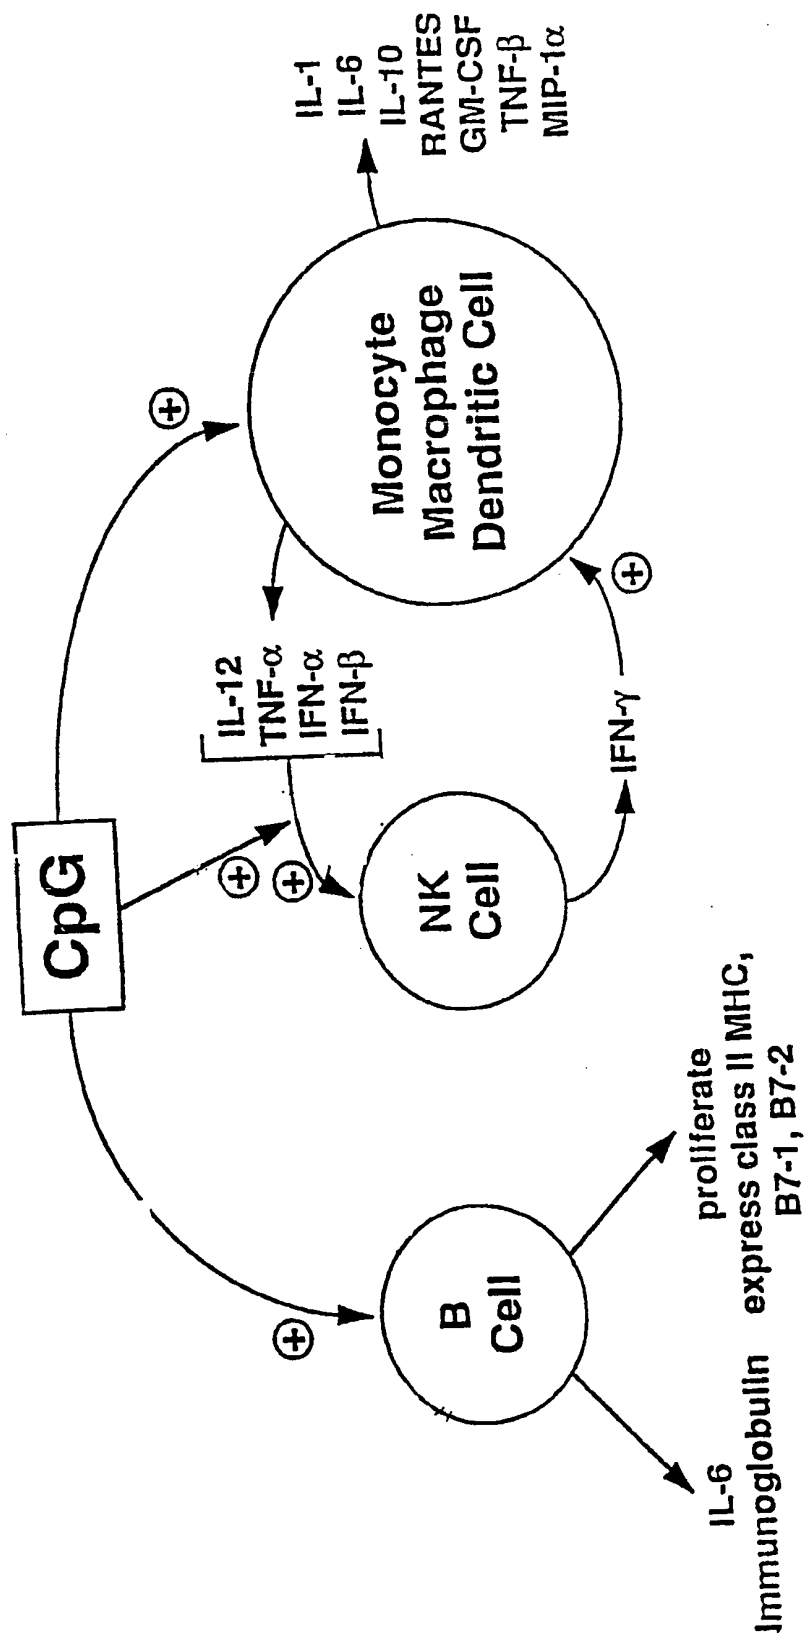 CpG
⊕
⊕
⊕
⊕
B
Cell
IL-6
Immunoglobulin
proliferate
express class II MHC,
B7-1, B7-2
NK
Cell
IL-12
TNF-α
IFN-α
IFN-β
IFN-γ
⊕
Monocyte
Macrophage
Dendritic Cell
IL-1
IL-6
IL-10
RANTES
GM-CSF
TNF-β
MIP-1α